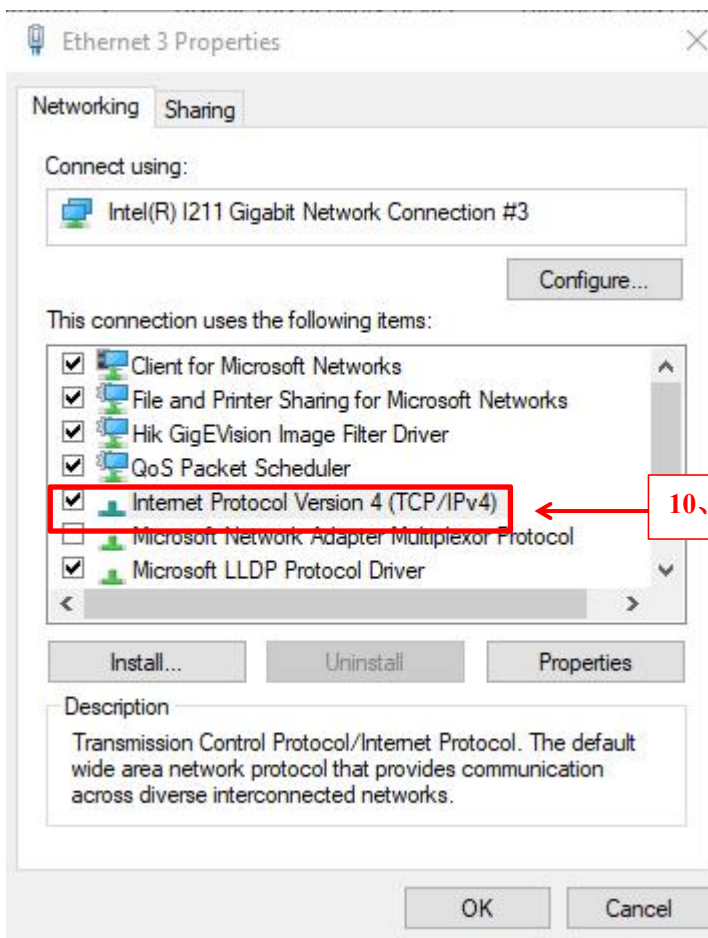 Ethernet 3 Properties
Networking
Sharing
Connect using:
Intel(R) I211 Gigabit Network Connection #3
Configure...
This connection uses the following items:
Client for Microsoft Networks
File and Printer Sharing for Microsoft Networks
Hik GigEVision Image Filter Driver
QoS Packet Scheduler
Internet Protocol Version 4 (TCP/IPv4)
10、
Microsoft Network Adapter Multiplexor Protocol
Microsoft LLDP Protocol Driver
Install...
Uninstall
Properties
Description
Transmission Control Protocol/Internet Protocol. The default
wide area network protocol that provides communication
across diverse interconnected networks.
OK
Cancel